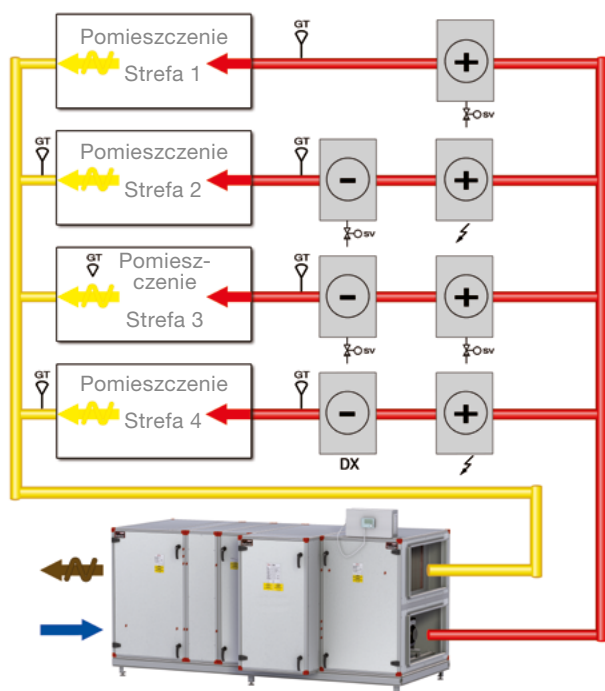 GT
Pomieszczenie
Strefa 1
+
SV
GT
Pomieszczenie
Strefa 2
GT
-
SV
+
GT
Pomiesz-
czenie
Strefa 3
GT
-
SV
+
SV
GT
Pomieszczenie
Strefa 4
GT
-
DX
+